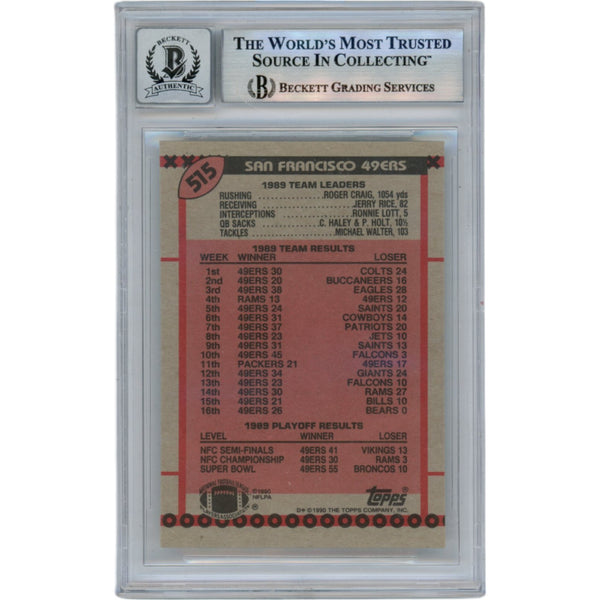 BECKETT
B
AUTHENTIC
THE WORLD'S MOST TRUSTED
SOURCE IN COLLECTING™
B BECKETT GRADING SERVICES
515
SAN FRANCISCO 49ERS
1989 TEAM LEADERS
RUSHING ............ROGER CRAIG, 1054 yds
RECEIVING ............JERRY RICE, 82
INTERCEPTIONS ............RONNIE LOTT, 5
QB SACKS ............C. HALEY & P. HOLT, 10½
TACKLES ............MICHAEL WALTER, 103
1989 TEAM RESULTS
WEEK WINNER LOSER
1st 49ERS 30 COLTS 24
2nd 49ERS 20 BUCCANEERS 16
3rd 49ERS 38 EAGLES 28
4th RAMS 13 49ERS 12
5th 49ERS 24 SAINTS 20
6th 49ERS 31 COWBOYS 14
7th 49ERS 37 PATRIOTS 20
8th 49ERS 23 JETS 10
9th 49ERS 31 SAINTS 13
10th 49ERS 45 FALCONS 3
11th PACKERS 21 49ERS 17
12th 49ERS 34 GIANTS 24
13th 49ERS 23 FALCONS 10
14th 49ERS 30 RAMS 27
15th 49ERS 21 BILLS 10
16th 49ERS 26 BEARS 0
1989 PLAYOFF RESULTS
LEVEL WINNER LOSER
NFC SEMI-FINALS 49ERS 41 VIKINGS 13
NFC CHAMPIONSHIP 49ERS 30 RAMS 3
SUPER BOWL 49ERS 55 BRONCOS 10
©1990
NFLPA
topps
D* ©1990 THE TOPPS COMPANY, INC.